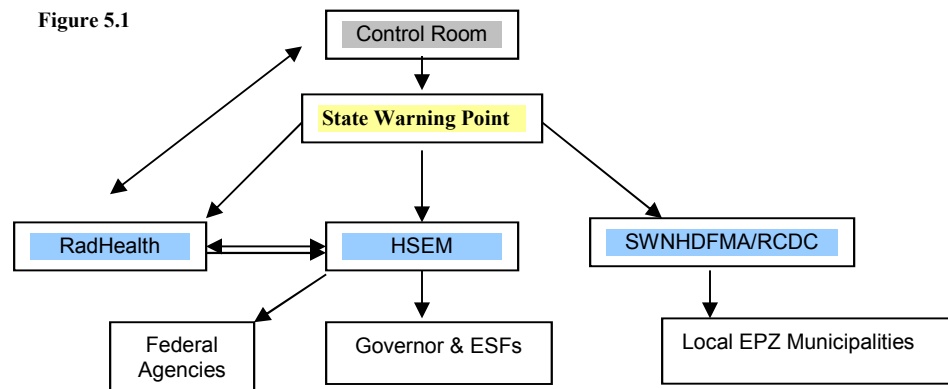 Figure 5.1
Control Room
State Warning Point
RadHealth
HSEM
SWNHDFMA/RCDC
Federal
Agencies
Governor & ESFs
Local EPZ Municipalities